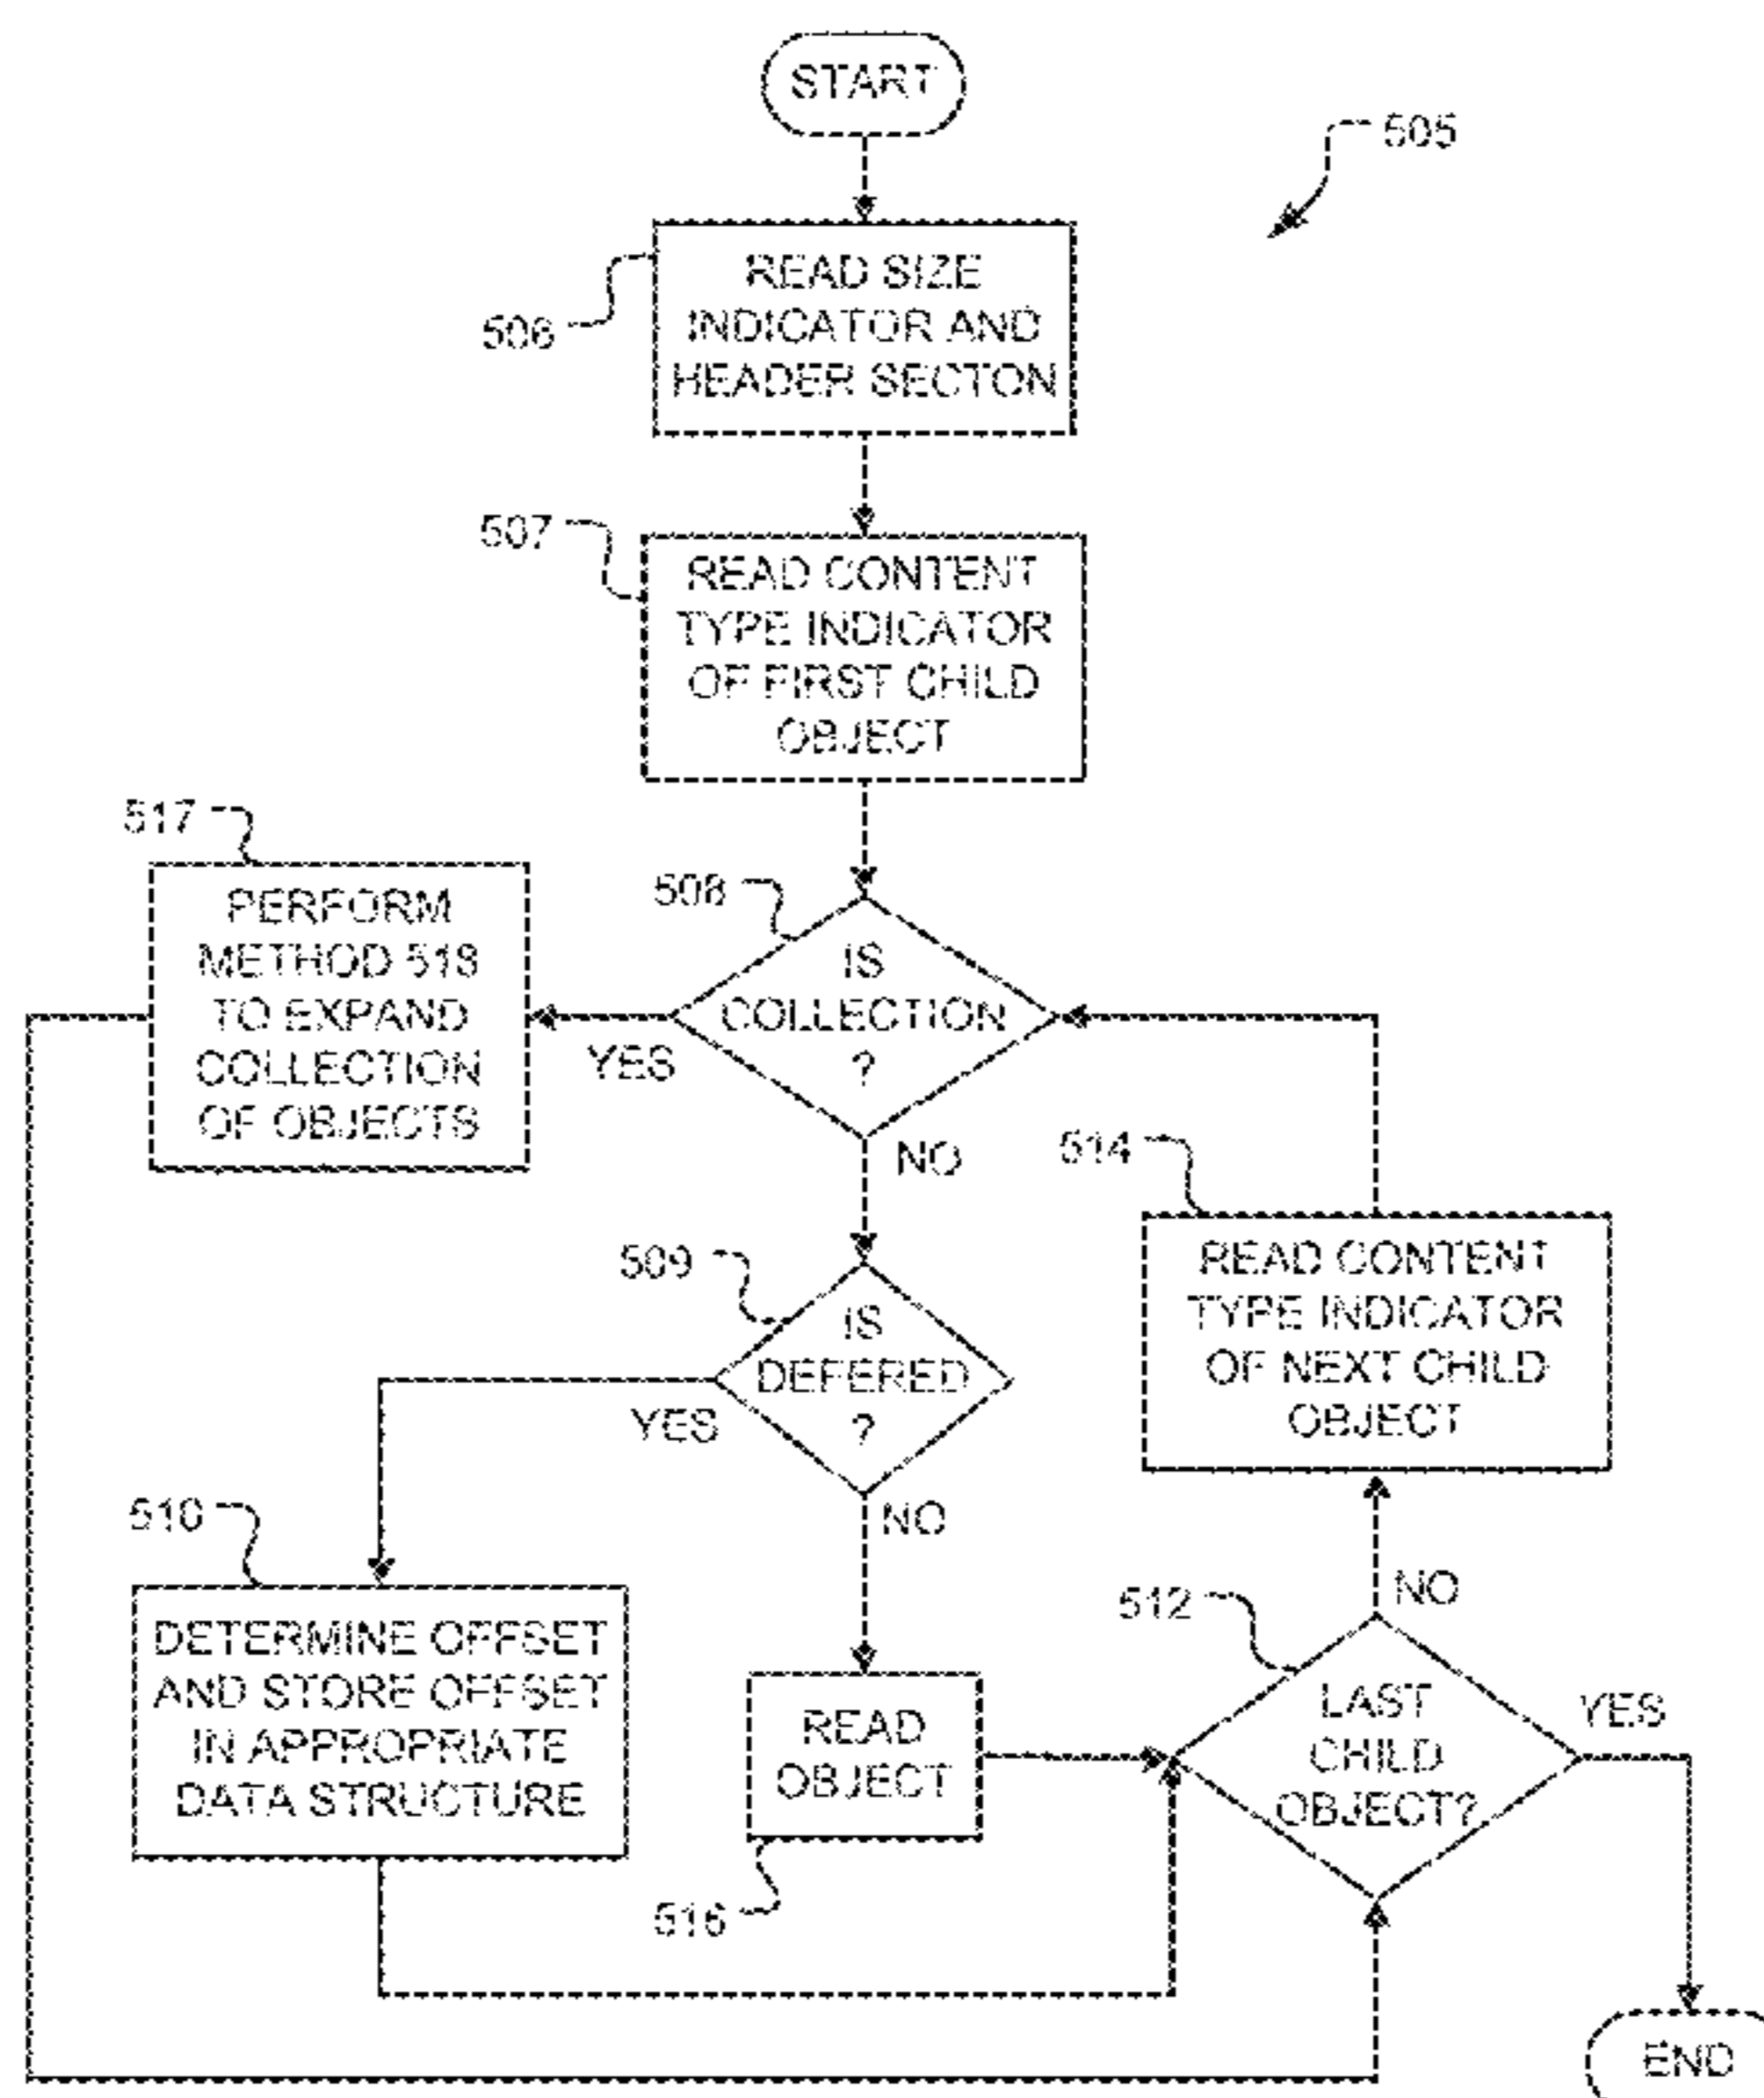 START
505
READ SIZE
INDICATOR AND
HEADER SECTON
506
507
READ CONTENT
TYPE INDICATOR
OF FIRST CHILD
OBJECT
517
PERFORM
METHOD 518
TO EXPAND
COLLECTION
OF OBJECTS
508
IS
COLLECTION
?
YES
NO
514
READ CONTENT
TYPE INDICATOR
OF NEXT CHILD
OBJECT
509
IS
DEFERED
?
YES
NO
510
DETERMINE OFFSET
AND STORE OFFSET
IN APPROPRIATE
DATA STRUCTURE
READ
OBJECT
516
512
NO
LAST
CHILD
OBJECT?
YES
END